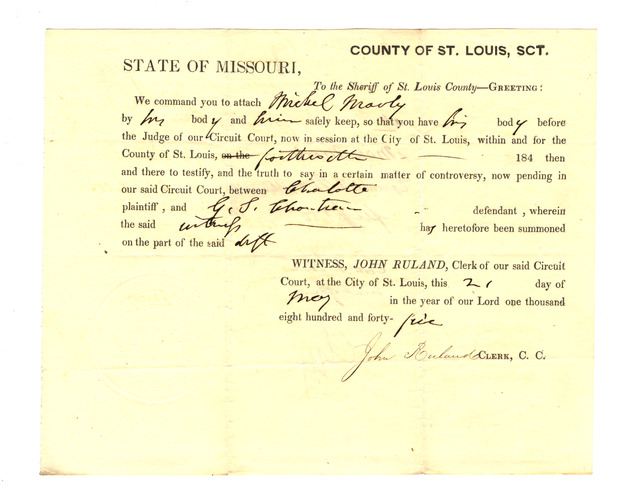 COUNTY OF ST. LOUIS, SCT.
STATE OF MISSOURI,
To the Sheriff of St. Louis County—GREETING:
We command you to attach Michel
by his body and him safely keep, so that you have his body before
the Judge of our Circuit Court, now in session at the City of St. Louis, within and for the
County of St. Louis, on the forthwith 184 then
and there to testify, and the truth to say in a certain matter of controversy, now pending in
our said Circuit Court, between Charlotte
plaintiff, and G. S. Chouteau defendant, wherein
the said witness has heretofore been summoned
on the part of the said deft
WITNESS, JOHN RULAND, Clerk of our said Circuit
Court, at the City of St. Louis, this 21 day of
May in the year of our Lord one thousand
eight hundred and forty-
John Ruland CLERK, C. C.